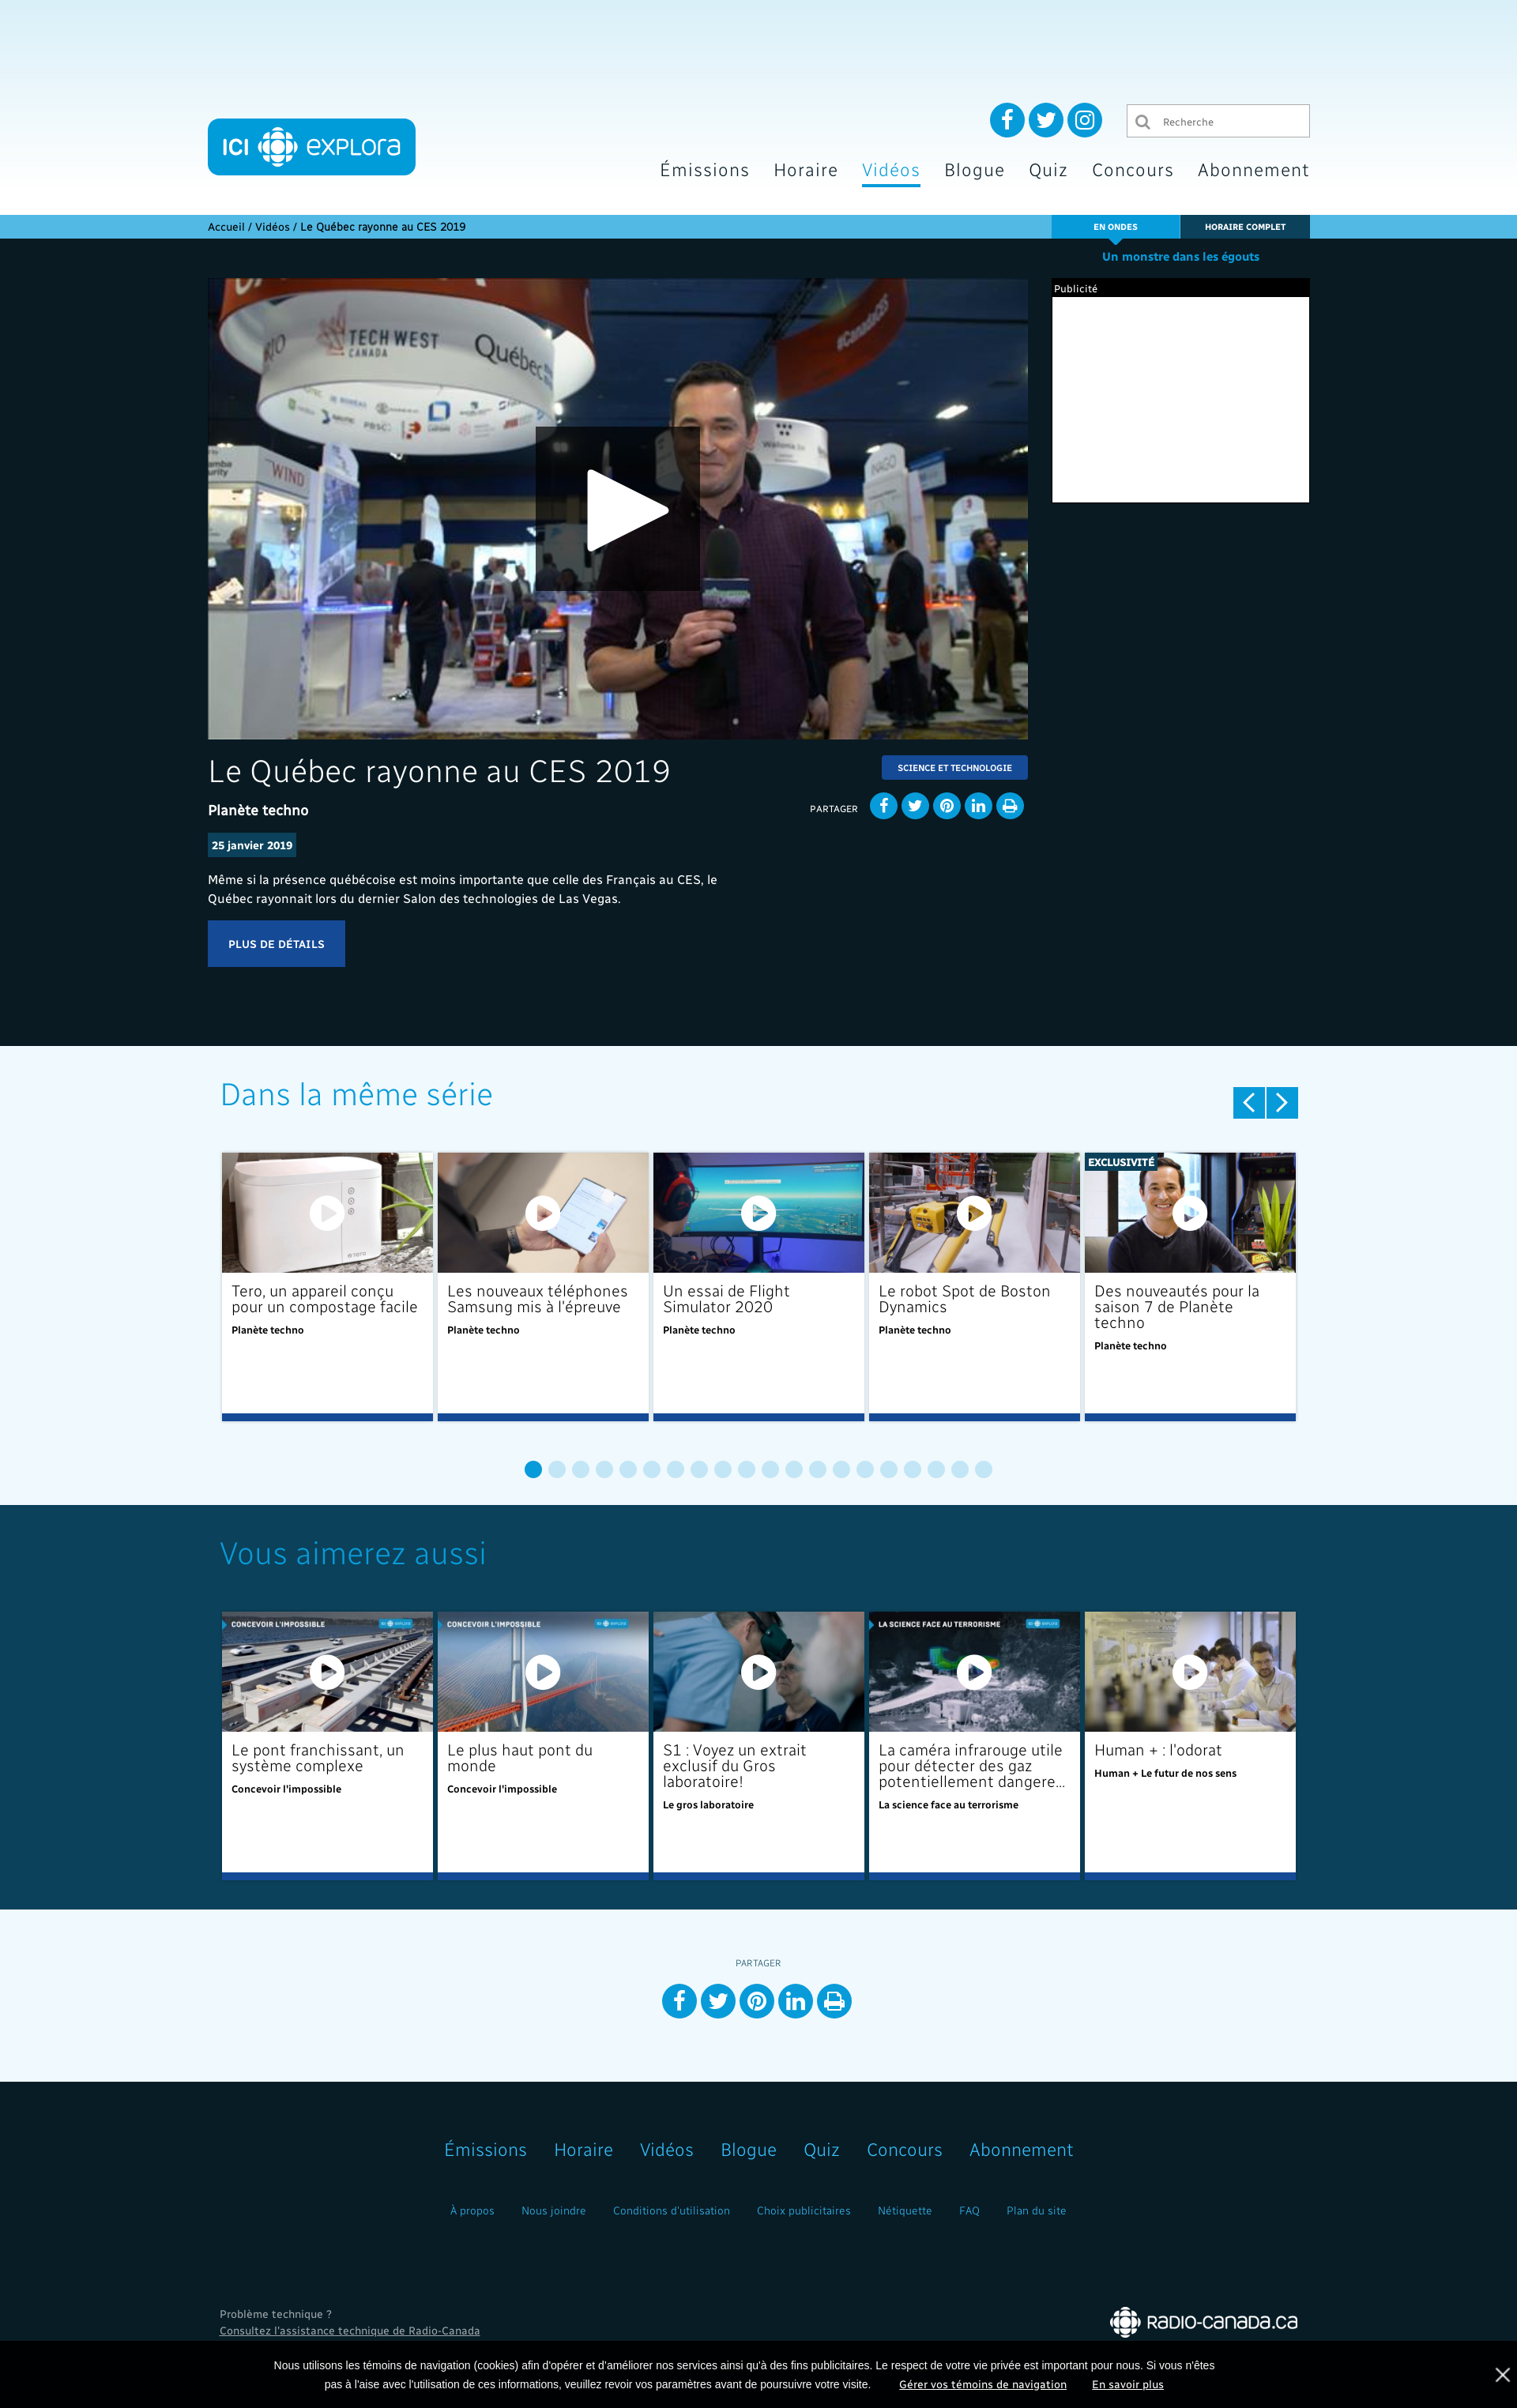 ICI explora
Recherche
Émissions Horaire Vidéos Blogue Quiz Concours Abonnement
Accueil / Vidéos / Le Québec rayonne au CES 2019
EN ONDES
HORAIRE COMPLET
Un monstre dans les égouts
Publicité
TECH WEST
CANADA
Québec
#CanadaCES
WIND
Le Québec rayonne au CES 2019
SCIENCE ET TECHNOLOGIE
Planète techno
PARTAGER
25 janvier 2019
Même si la présence québécoise est moins importante que celle des Français au CES, le
Québec rayonnait lors du dernier Salon des technologies de Las Vegas.
PLUS DE DÉTAILS
Dans la même série
Tero, un appareil conçu
pour un compostage facile
Planète techno
Les nouveaux téléphones
Samsung mis à l'épreuve
Planète techno
Un essai de Flight
Simulator 2020
Planète techno
Le robot Spot de Boston
Dynamics
Planète techno
EXCLUSIVITÉ
Des nouveautés pour la
saison 7 de Planète
techno
Planète techno
Vous aimerez aussi
CONCEVOIR L'IMPOSSIBLE
Le pont franchissant, un
système complexe
Concevoir l'impossible
CONCEVOIR L'IMPOSSIBLE
Le plus haut pont du
monde
Concevoir l'impossible
S1 : Voyez un extrait
exclusif du Gros
laboratoire!
Le gros laboratoire
LA SCIENCE FACE AU TERRORISME
La caméra infrarouge utile
pour détecter des gaz
potentiellement dangere...
La science face au terrorisme
Human + : l'odorat
Human + Le futur de nos sens
PARTAGER
Émissions Horaire Vidéos Blogue Quiz Concours Abonnement
À propos Nous joindre Conditions d'utilisation Choix publicitaires Nétiquette FAQ Plan du site
Problème technique ?
Consultez l'assistance technique de Radio-Canada
RADIO-CANADA.CA
Nous utilisons les témoins de navigation (cookies) afin d'opérer et d'améliorer nos services ainsi qu'à des fins publicitaires. Le respect de votre vie privée est important pour nous. Si vous n'êtes
pas à l'aise avec l'utilisation de ces informations, veuillez revoir vos paramètres avant de poursuivre votre visite. Gérer vos témoins de navigation En savoir plus